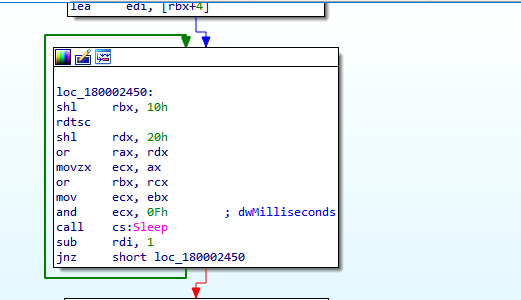 lea     edi, [rbx+4]
loc_180002450:
shl     rbx, 10h
rdtsc
shl     rdx, 20h
or      rax, rdx
movzx   ecx, ax
or      rbx, rcx
mov     ecx, ebx
and     ecx, 0Fh        ; dwMilliseconds
call    cs:Sleep
sub     rdi, 1
jnz     short loc_180002450